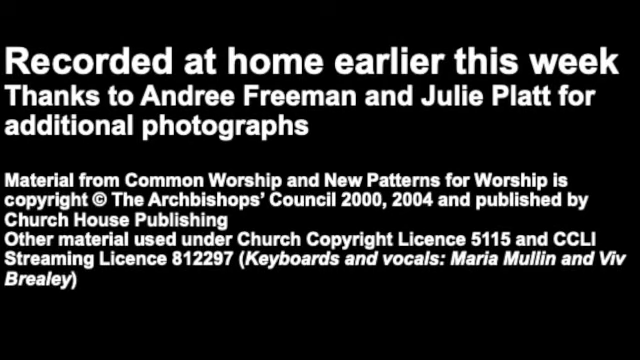 Recorded at home earlier this week
Thanks to Andree Freeman and Julie Platt for
additional photographs
Material from Common Worship and New Patterns for Worship is
copyright © The Archbishops’ Council 2000, 2004 and published by
Church House Publishing
Other material used under Church Copyright Licence 5115 and CCLI
Streaming Licence 812297 (Keyboards and vocals: Maria Mullin and Viv
Brealey)